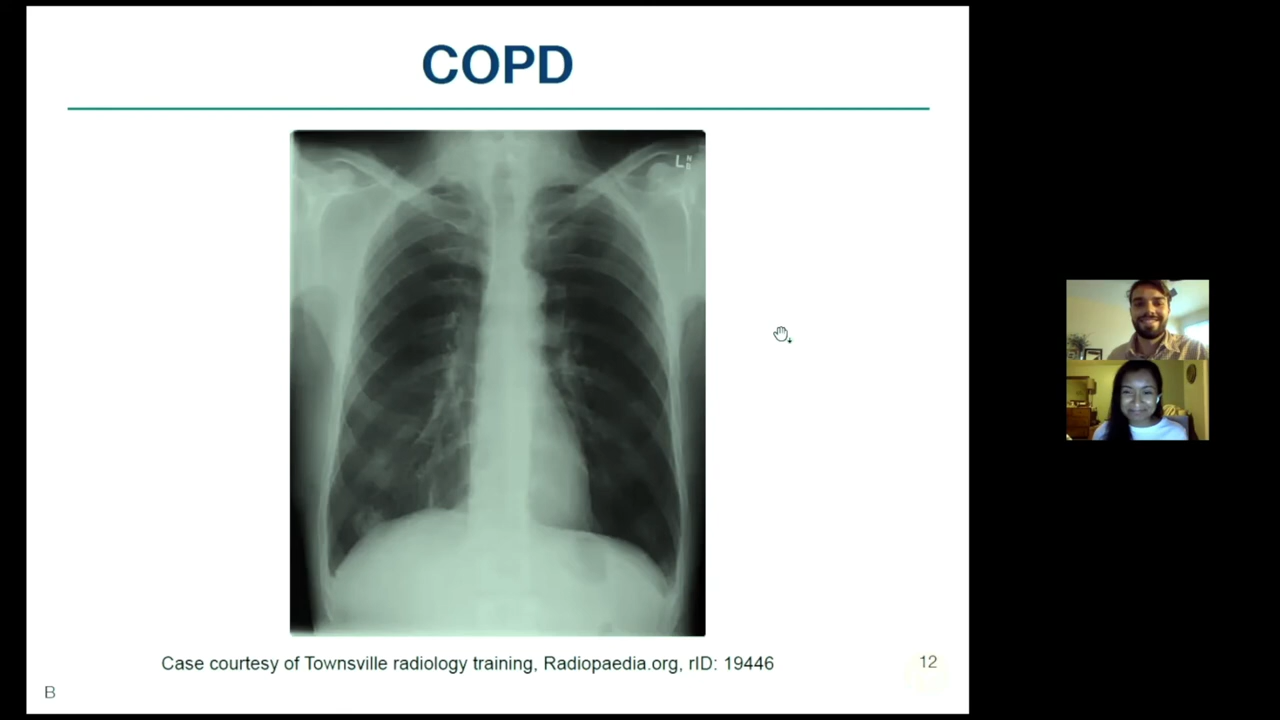 COPD
L N
B
Case courtesy of Townsville radiology training, Radiopaedia.org, rID: 19446
12
B